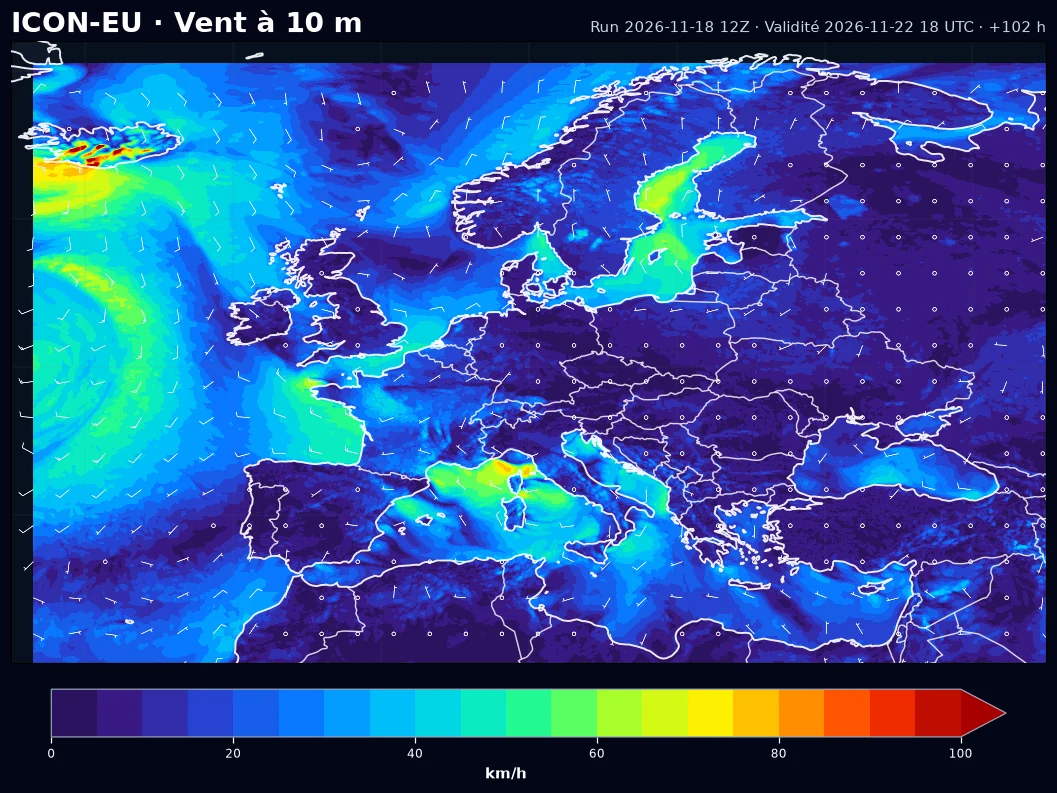 ICON-EU · Vent à 10 m
Run 2026-11-18 12Z · Validité 2026-11-22 18 UTC · +102 h
0 20 40 60 80 100
km/h